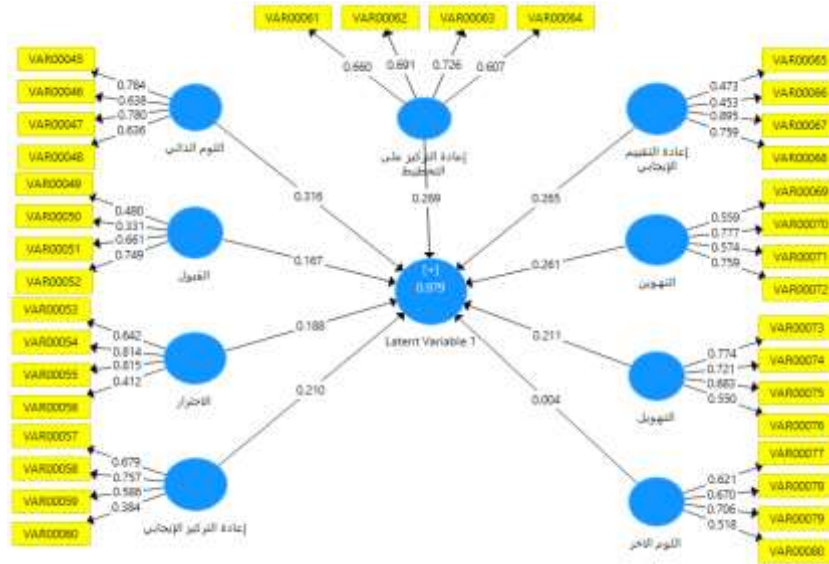 VAR00061
VAR00062
VAR00063
VAR00064
0.660
0.691
0.726
0.607
إعادة التركيز على
التخطيط
0.269
VAR00045
VAR00046
VAR00047
VAR00048
0.784
0.638
0.780
0.636
اللوم الذاتي
0.316
VAR00049
VAR00050
VAR00051
VAR00052
0.480
0.331
0.661
0.749
القبول
0.167
VAR00053
VAR00054
VAR00055
VAR00056
0.642
0.814
0.815
0.412
الاجترار
0.188
VAR00057
VAR00058
VAR00059
VAR00060
0.679
0.757
0.586
0.384
إعادة التركيز الإيجابي
0.210
[+]
0.979
Latent Variable 1
VAR00065
VAR00066
VAR00067
VAR00068
0.473
0.453
0.895
0.759
إعادة التقييم
الإيجابي
0.265
VAR00069
VAR00070
VAR00071
VAR00072
0.559
0.777
0.574
0.759
التهوين
0.261
VAR00073
VAR00074
VAR00075
VAR00076
0.774
0.721
0.683
0.550
التهويل
0.211
VAR00077
VAR00078
VAR00079
VAR00080
0.621
0.670
0.706
0.518
اللوم الاخر
0.004